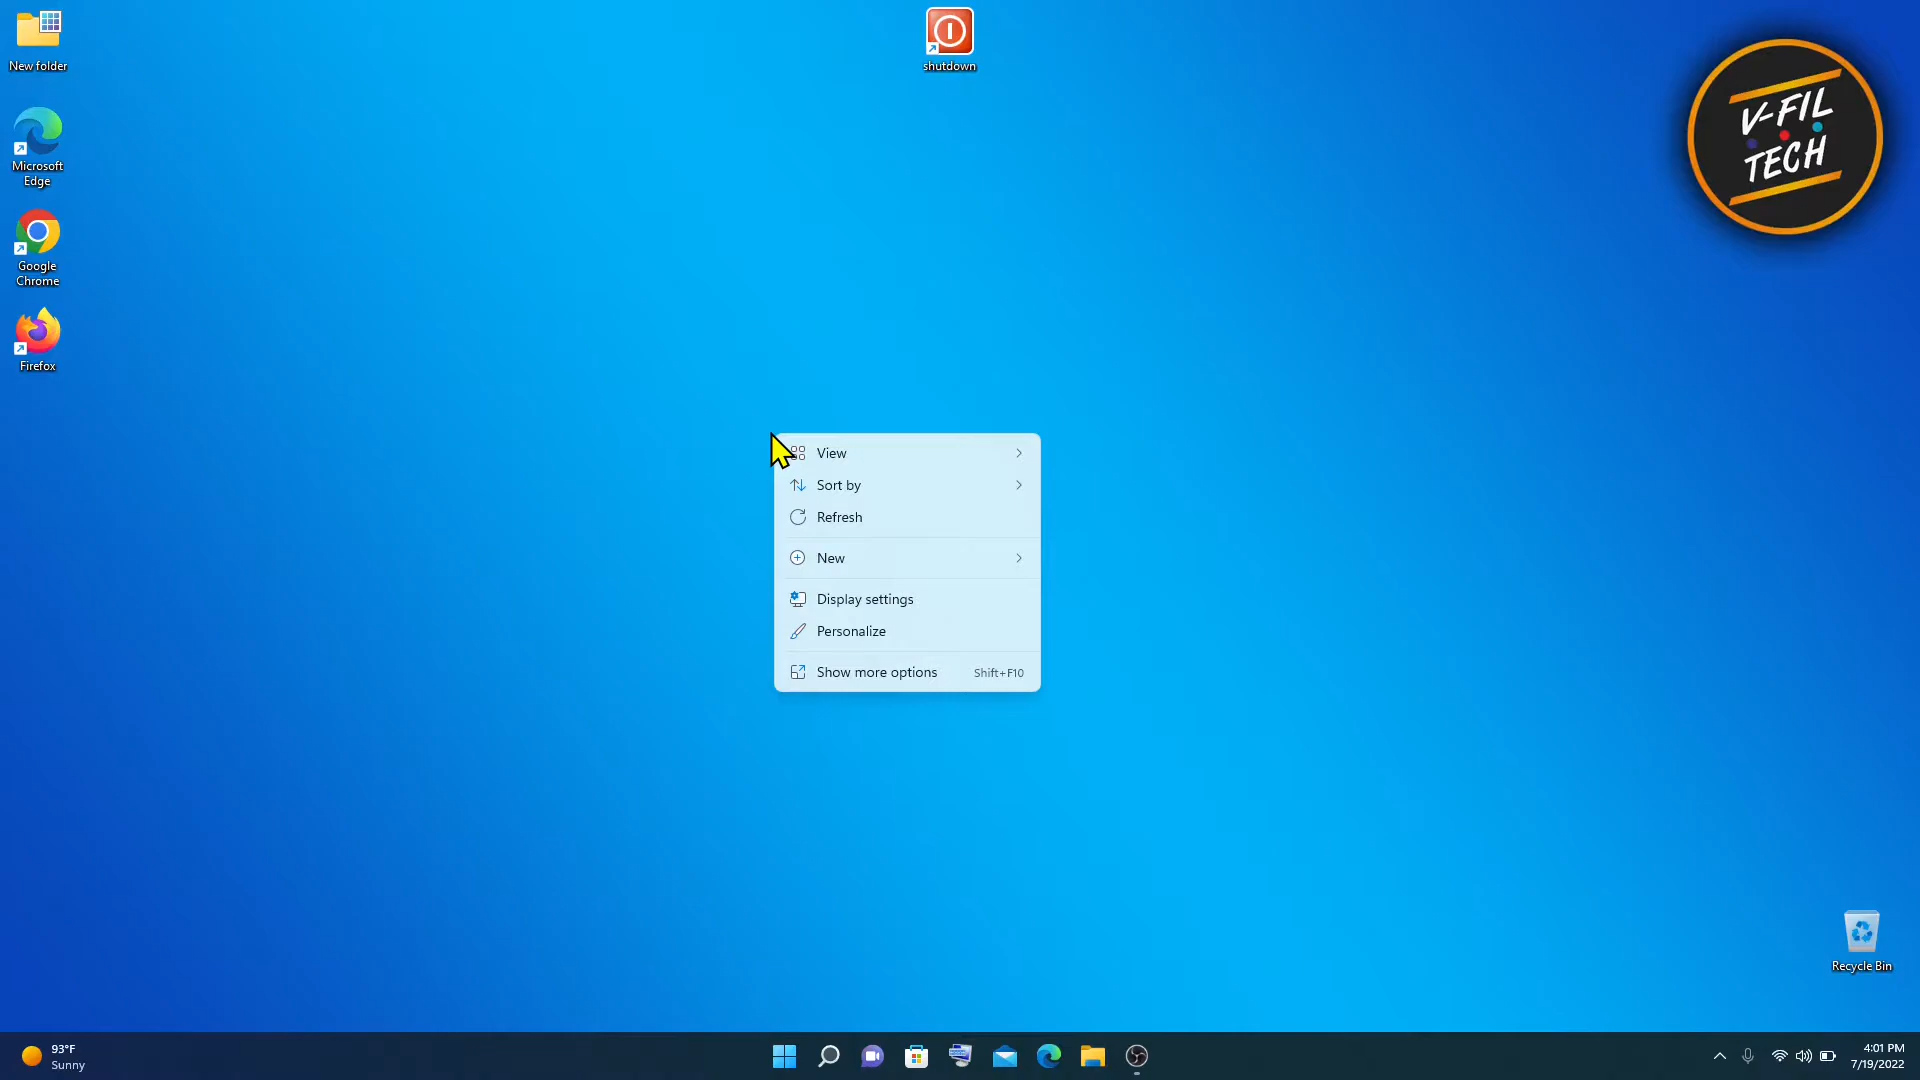 New folder
Microsoft
Edge
Google
Chrome
Firefox
shutdown
V-FIL
TECH
View
Sort by
Refresh
New
Display settings
Personalize
Show more options Shift+F10
Recycle Bin
93°F
Sunny
4:01 PM
7/19/2022